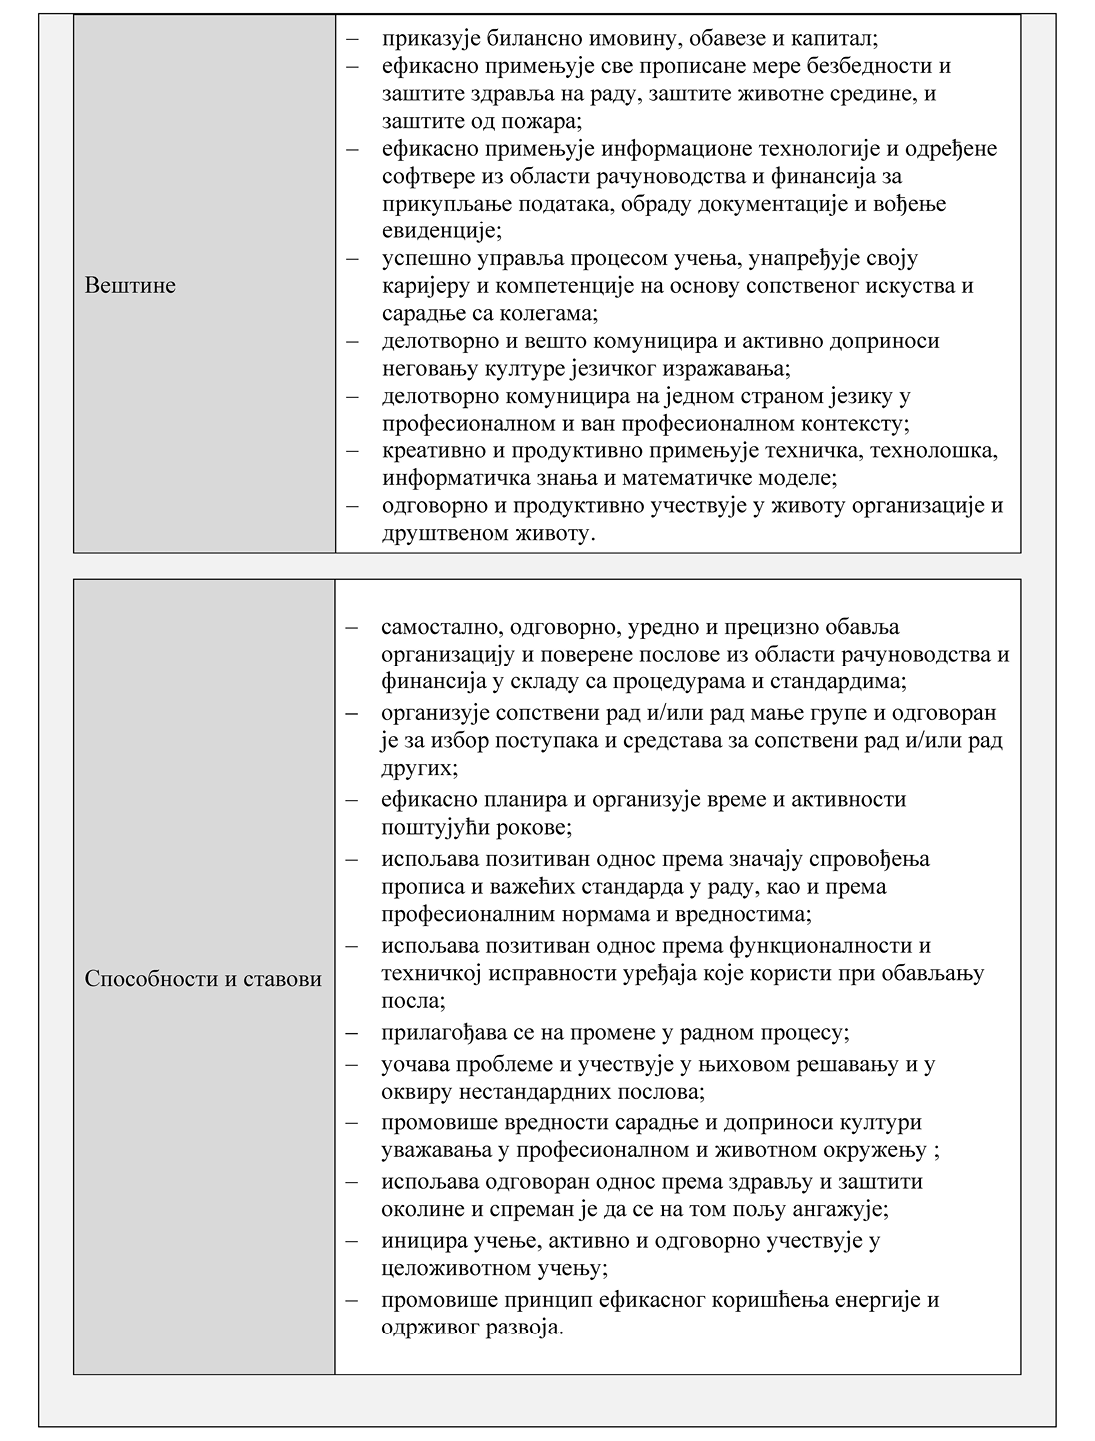 Вештине
– приказује билансно имовину, обавезе и капитал;
– ефикасно примењује све прописане мере безбедности и
заштите здравља на раду, заштите животне средине, и
заштите од пожара;
– ефикасно примењује информационе технологије и одређене
софтвере из области рачуноводства и финансија за
прикупљање података, обраду документације и вођење
евиденције;
– успешно управља процесом учења, унапређује своју
каријеру и компетенције на основу сопственог искуства и
сарадње са колегама;
– делотворно и вешто комуницира и активно доприноси
неговању културе језичког изражавања;
– делотворно комуницира на једном страном језику у
професионалном и ван професионалном контексту;
– креативно и продуктивно примењује техничка, технолошка,
информатичка знања и математичке моделе;
– одговорно и продуктивно учествује у животу организације и
друштвеном животу.
Способности и ставови
– самостално, одговорно, уредно и прецизно обавља
организацију и поверене послове из области рачуноводства и
финансија у складу са процедурама и стандардима;
– организује сопствени рад и/или рад мање групе и одговоран
је за избор поступака и средстава за сопствени рад и/или рад
других;
– ефикасно планира и организује време и активности
поштујући рокове;
– испољава позитиван однос према значају спровођења
прописа и важећих стандарда у раду, као и према
професионалним нормама и вредностима;
– испољава позитиван однос према функционалности и
техничкој исправности уређаја које користи при обављању
посла;
– прилагођава се на промене у радном процесу;
– уочава проблеме и учествује у њиховом решавању и у
оквиру нестандардних послова;
– промовише вредности сарадње и доприноси култури
уважавања у професионалном и животном окружењу ;
– испољава одговоран однос према здрављу и заштити
околине и спреман је да се на том пољу ангажује;
– иницира учење, активно и одговорно учествује у
целоживотном учењу;
– промовише принцип ефикасног коришћења енергије и
одрживог развоја.